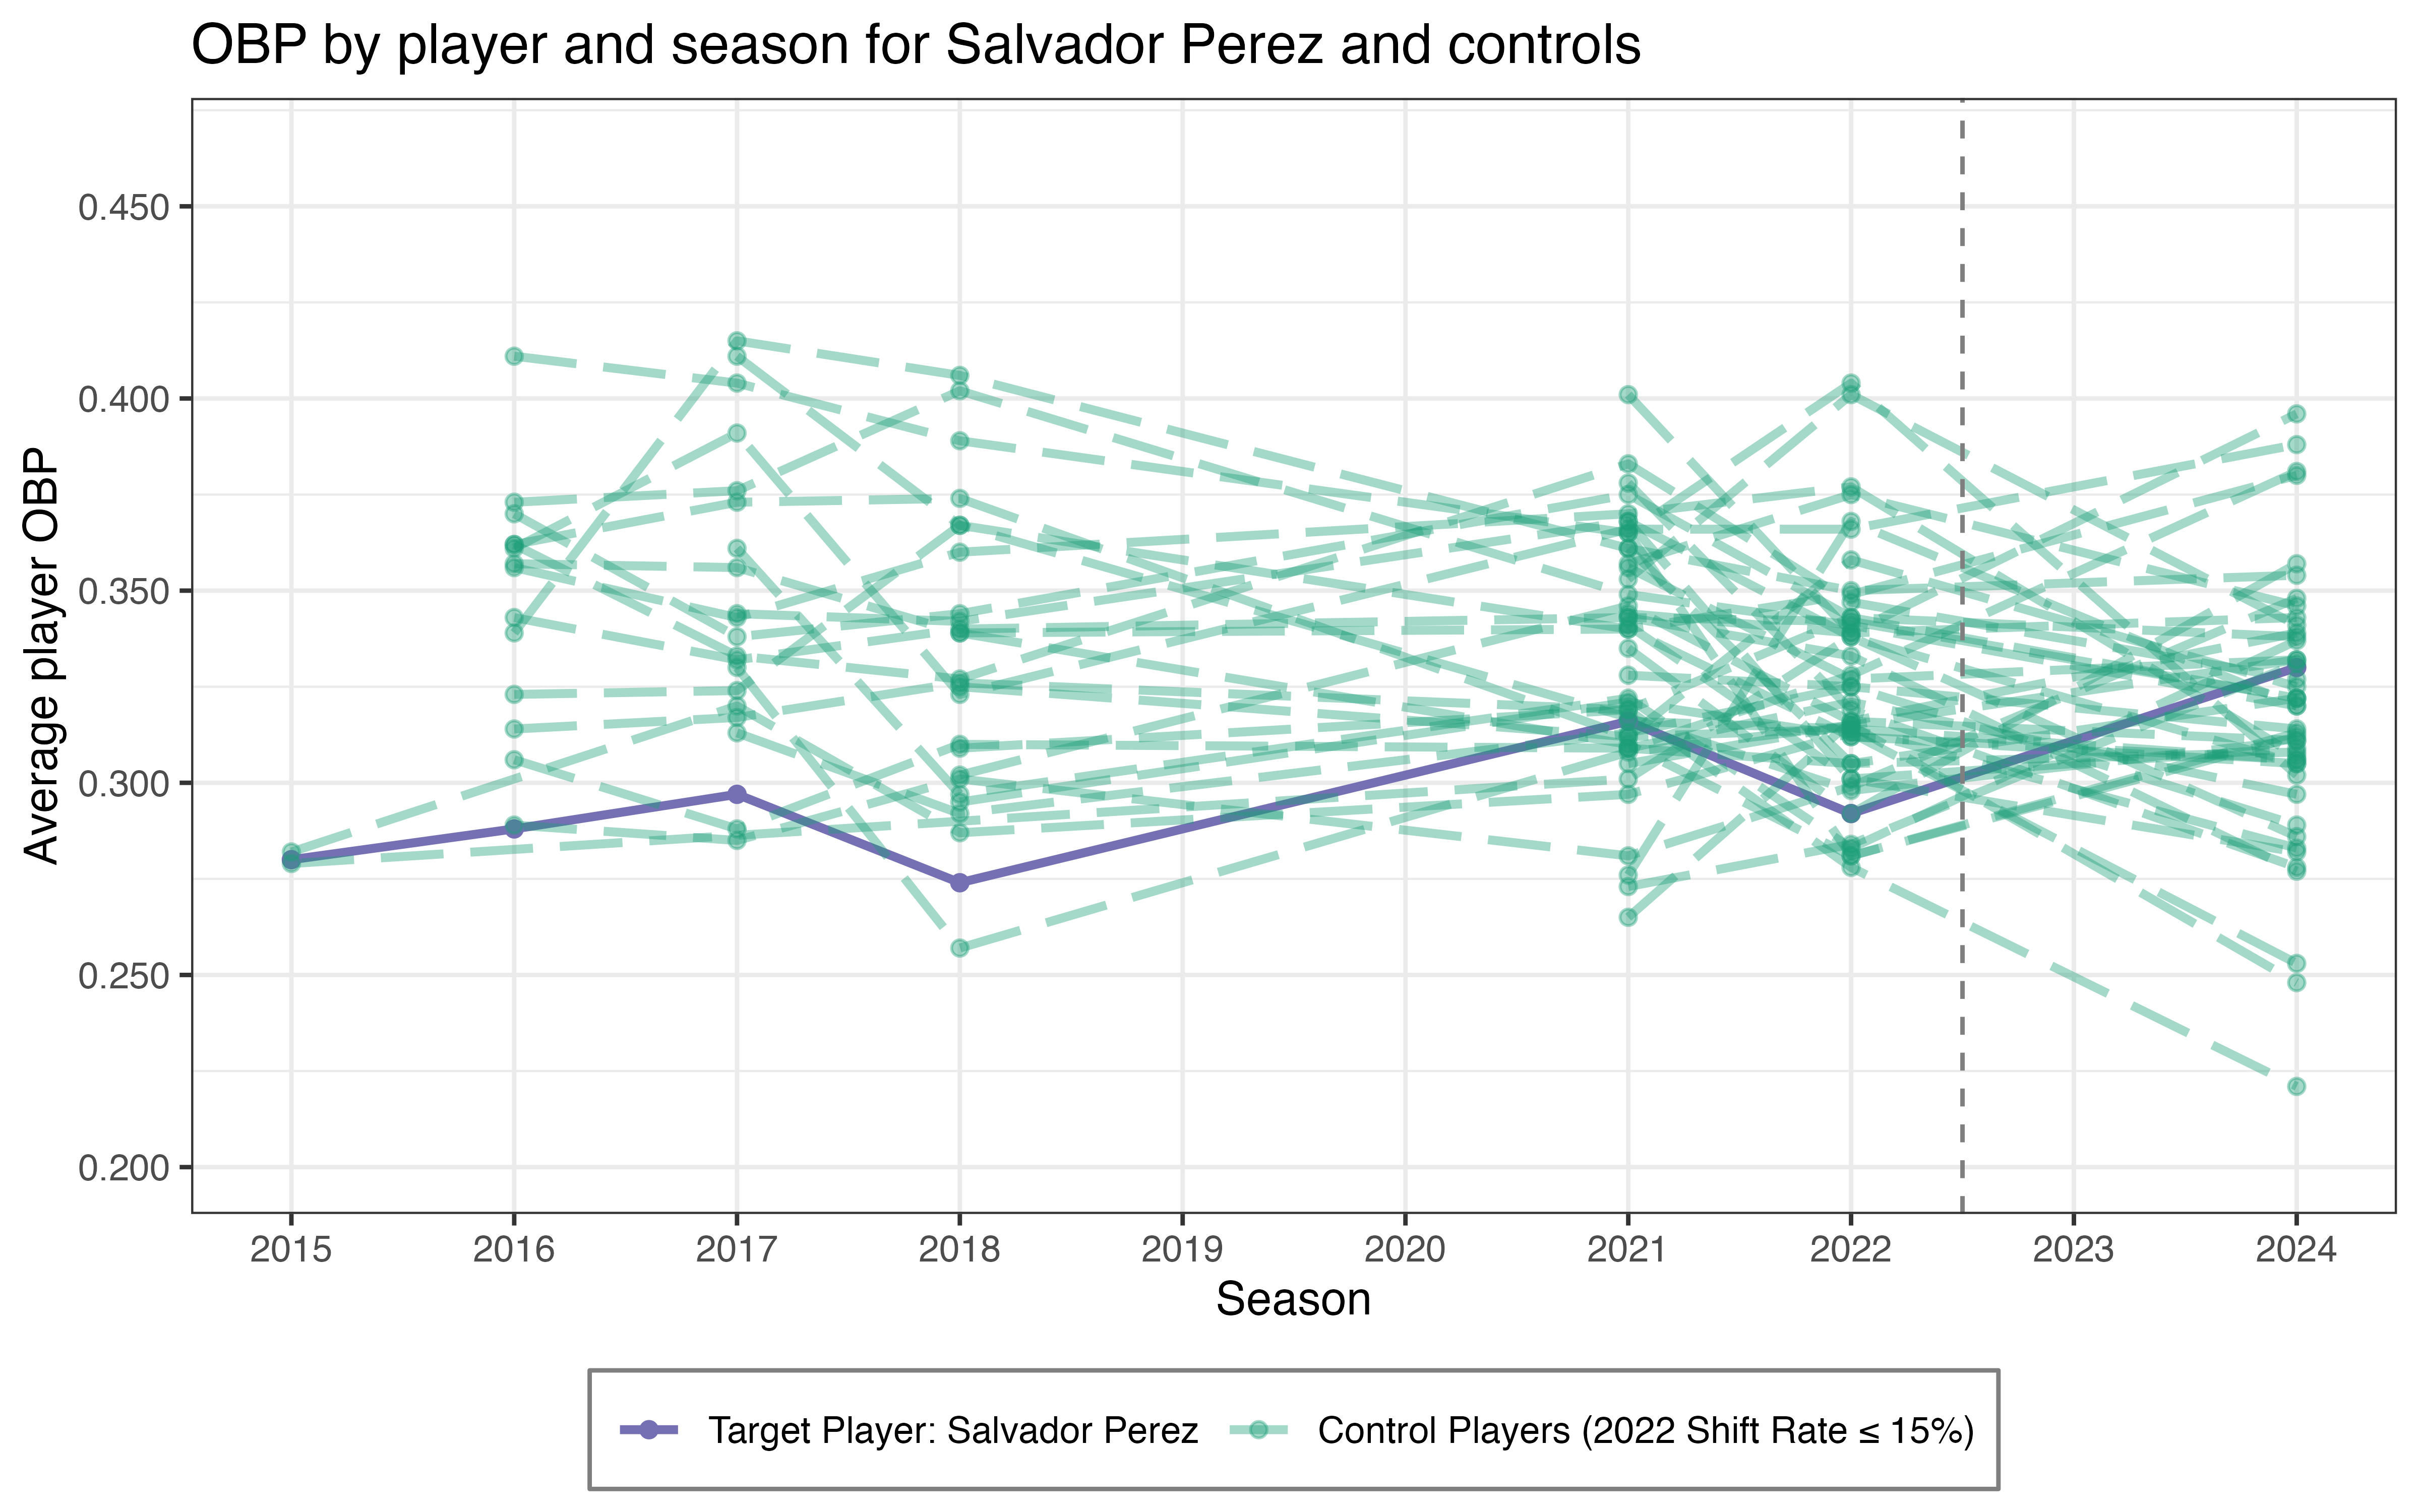 OBP by player and season for Salvador Perez and controls
Average player OBP
0.450
0.400
0.350
0.300
0.250
0.200
2015 2016 2017 2018 2019 2020 2021 2022 2023 2024
Season
Target Player: Salvador Perez Control Players (2022 Shift Rate ≤ 15%)